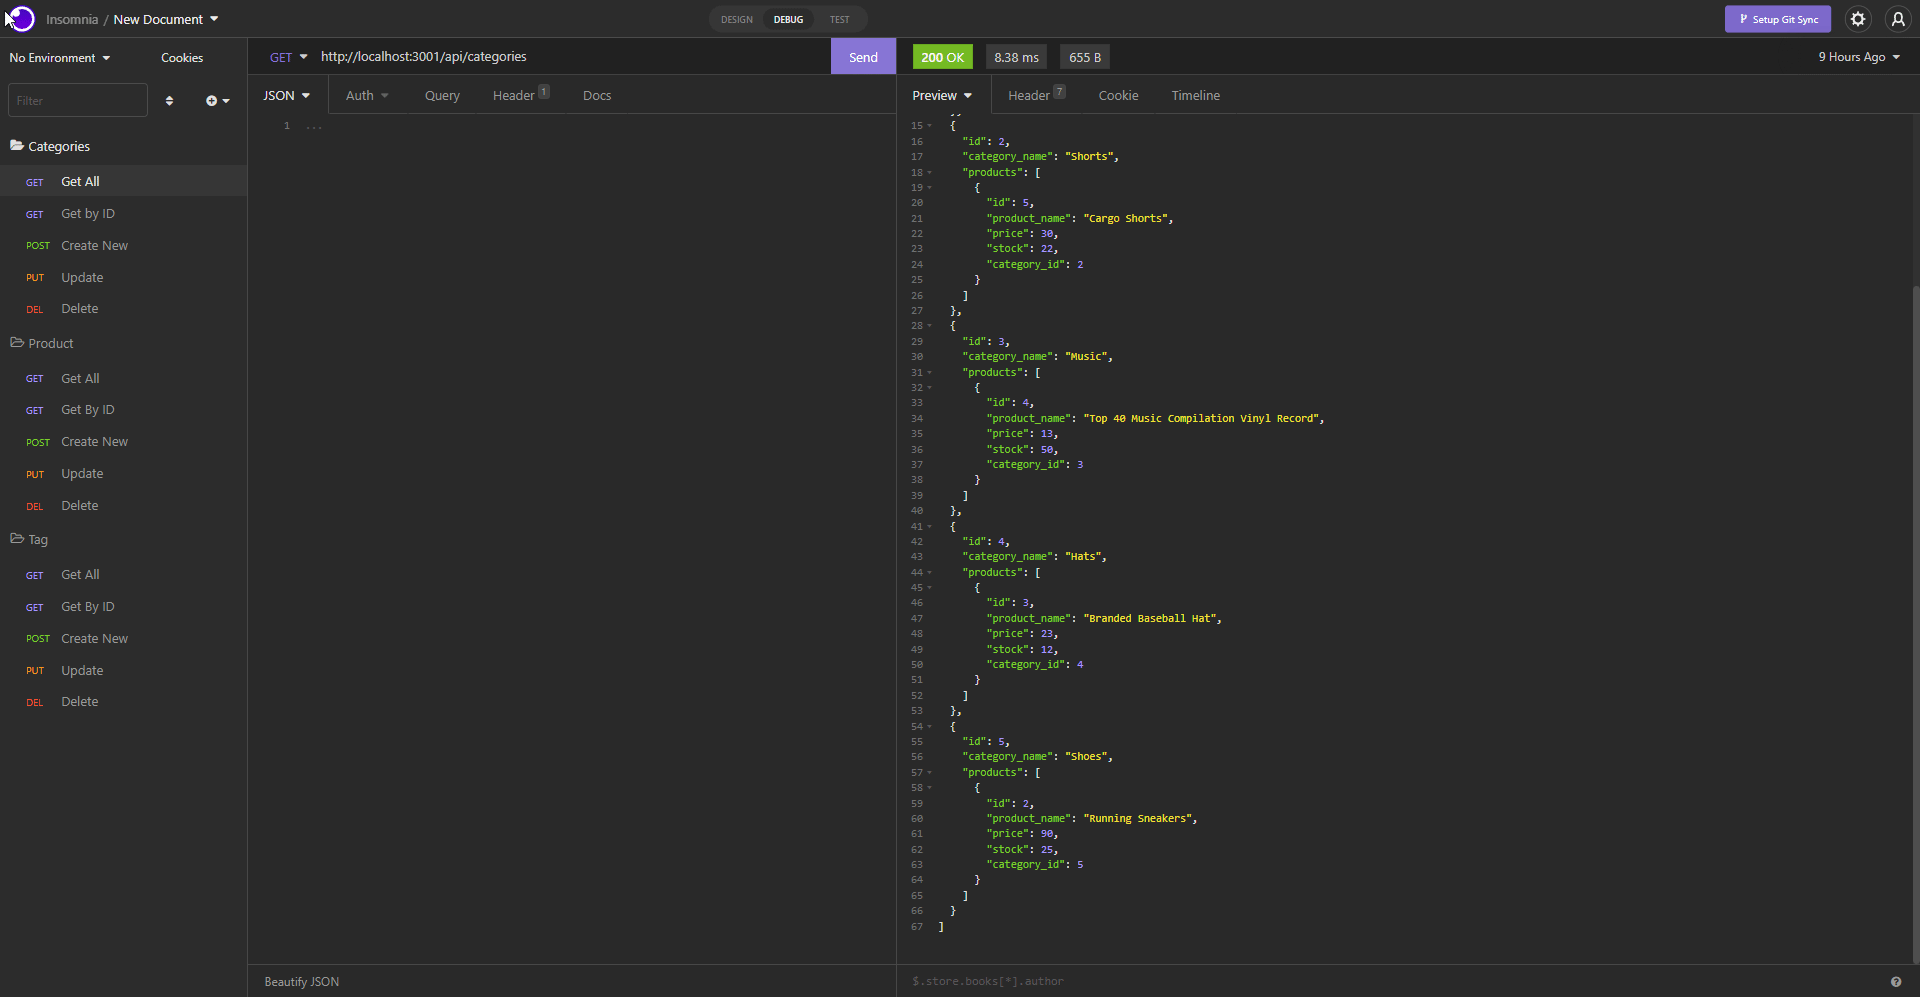 Insomnia / New Document
DESIGN DEBUG TEST
Setup Git Sync
No Environment Cookies
GET http://localhost:3001/api/categories Send
200 OK 8.38 ms 655 B 9 Hours Ago
Filter
JSON Auth Query Header 1 Docs
Preview Header 7 Cookie Timeline
Categories
GET Get All
GET Get by ID
POST Create New
PUT Update
DEL Delete
Product
GET Get All
GET Get By ID
POST Create New
PUT Update
DEL Delete
Tag
GET Get All
GET Get By ID
POST Create New
PUT Update
DEL Delete
1 ...
15 {
16 "id": 2,
17 "category_name": "Shorts",
18 "products": [
19 {
20 "id": 5,
21 "product_name": "Cargo Shorts",
22 "price": 30,
23 "stock": 22,
24 "category_id": 2
25 }
26 ]
27 },
28 {
29 "id": 3,
30 "category_name": "Music",
31 "products": [
32 {
33 "id": 4,
34 "product_name": "Top 40 Music Compilation Vinyl Record",
35 "price": 13,
36 "stock": 50,
37 "category_id": 3
38 }
39 ]
40 },
41 {
42 "id": 4,
43 "category_name": "Hats",
44 "products": [
45 {
46 "id": 3,
47 "product_name": "Branded Baseball Hat",
48 "price": 23,
49 "stock": 12,
50 "category_id": 4
51 }
52 ]
53 },
54 {
55 "id": 5,
56 "category_name": "Shoes",
57 "products": [
58 {
59 "id": 2,
60 "product_name": "Running Sneakers",
61 "price": 90,
62 "stock": 25,
63 "category_id": 5
64 }
65 ]
66 }
67 ]
Beautify JSON
$.store.books[*].author